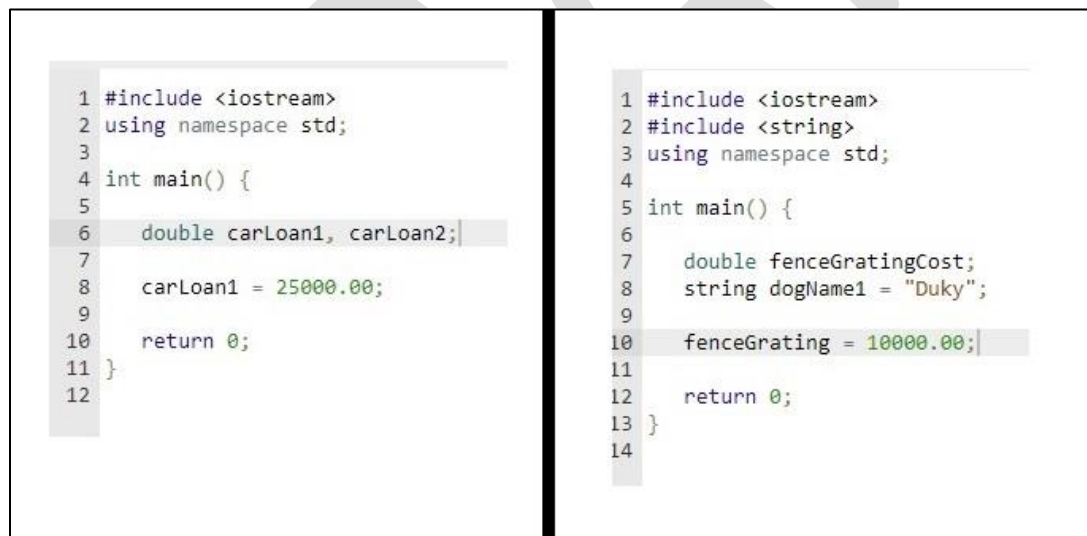 1 #include <iostream>
2 using namespace std;
3
4 int main() {
5
6 double carLoan1, carLoan2;
7
8 carLoan1 = 25000.00;
9
10 return 0;
11 }
12
1 #include <iostream>
2 #include <string>
3 using namespace std;
4
5 int main() {
6
7 double fenceGratingCost;
8 string dogName1 = "Duky";
9
10 fenceGrating = 10000.00;
11
12 return 0;
13 }
14